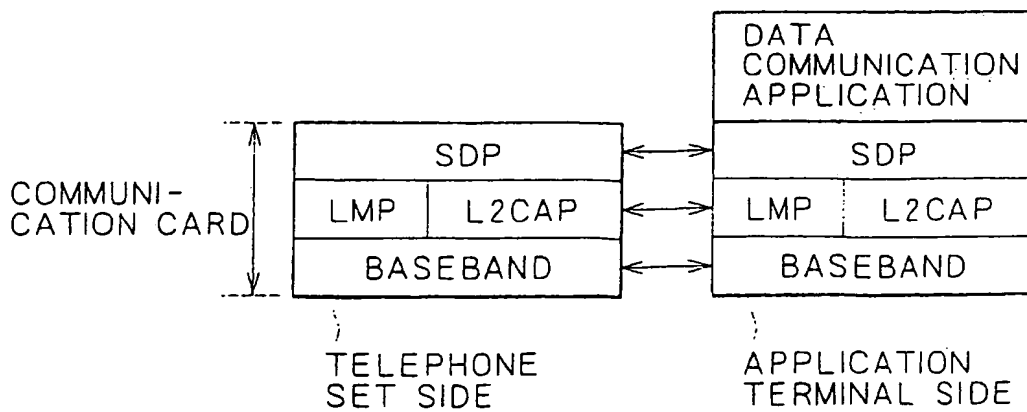 DATA
COMMUNICATION
APPLICATION
SDP
SDP
COMMUNI-
CATION CARD
LMP
L2CAP
LMP
L2CAP
BASEBAND
BASEBAND
TELEPHONE
SET SIDE
APPLICATION
TERMINAL SIDE